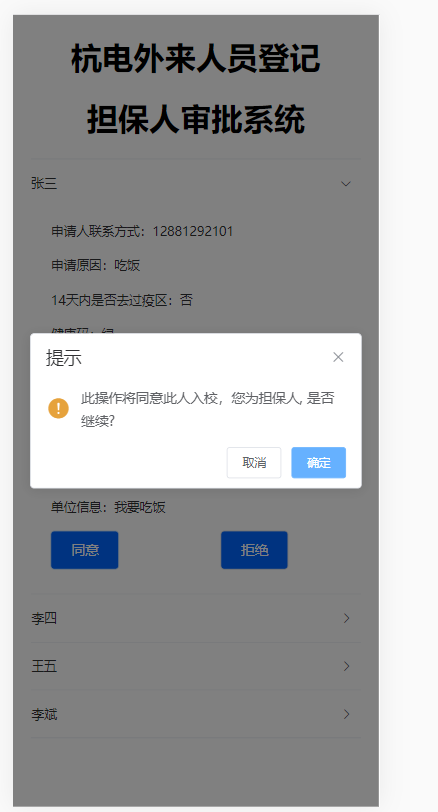 杭电外来人员登记
担保人审批系统
张三
申请人联系方式：12881292101
申请原因：吃饭
14天内是否去过疫区：否
健康码：绿
提示
此操作将同意此人入校，您为担保人, 是否
继续?
取消 确定
单位信息：我要吃饭
同意 拒绝
李四
王五
李斌